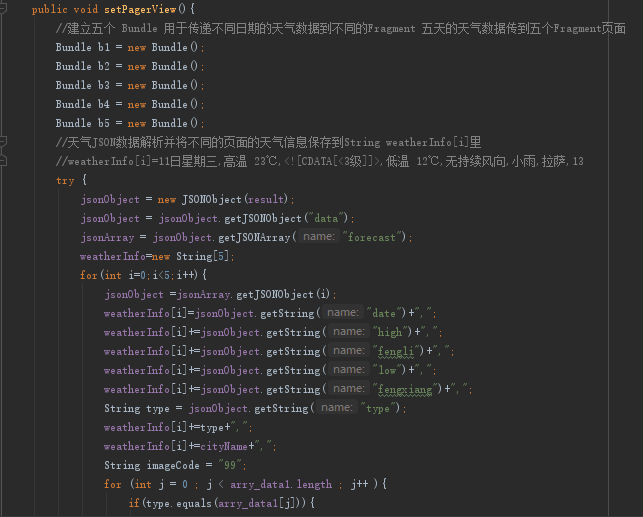 public void setPagerView(){
//建立五个 Bundle 用于传递不同日期的天气数据到不同的Fragment 五天的天气数据传到五个Fragment页面
Bundle b1 = new Bundle();
Bundle b2 = new Bundle();
Bundle b3 = new Bundle();
Bundle b4 = new Bundle();
Bundle b5 = new Bundle();
//天气JSON数据解析并将不同的页面的天气信息保存到String weatherInfo[i]里
//weatherInfo[i]=11日星期三,高温 23℃,<![CDATA[<3级]]>,低温 12℃,无持续风向,小雨,拉萨,13
try {
jsonObject = new JSONObject(result);
jsonObject = jsonObject.getJSONObject("data");
jsonArray = jsonObject.getJSONArray( name: "forecast");
weatherInfo=new String[5];
for(int i=0;i<5;i++){
jsonObject =jsonArray.getJSONObject(i);
weatherInfo[i]=jsonObject.getString( name: "date")+",";
weatherInfo[i]+=jsonObject.getString( name: "high")+",";
weatherInfo[i]+=jsonObject.getString( name: "fengli")+",";
weatherInfo[i]+=jsonObject.getString( name: "low")+",";
weatherInfo[i]+=jsonObject.getString( name: "fengxiang")+",";
String type = jsonObject.getString( name: "type");
weatherInfo[i]+=type+",";
weatherInfo[i]+=cityName+",";
String imageCode = "99";
for (int j = 0 ; j < arry_data1.length ; j++ ){
if(type.equals(arry_data1[j])){